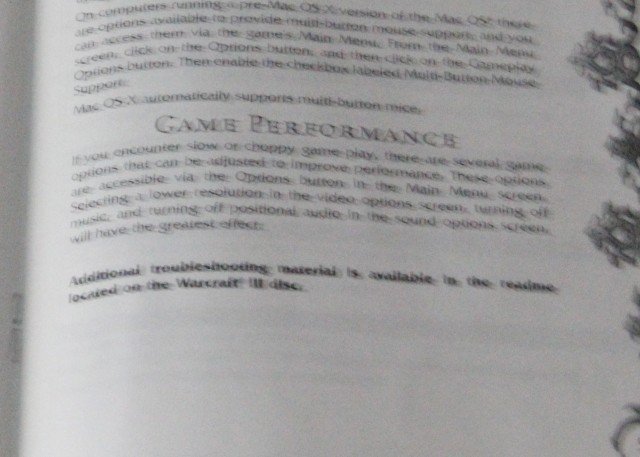 On computers running a pre-Mac OS X version of the Mac OS, there
are options available to provide multi-button mouse support, and you
can access them via the game's Main Menu. From the Main Menu
screen, click on the Options button, and then click on the Gameplay
Options button. Then enable the checkbox labeled Multi-Button Mouse
Support.
Mac OS X automatically supports multi-button mice.
GAME PERFORMANCE
If you encounter slow or choppy game play, there are several game
options that can be adjusted to improve performance. These options
are accessible via the Options button in the Main Menu screen.
Selecting a lower resolution in the video options screen, turning off
music, and turning off positional audio in the sound options screen,
will have the greatest effect.
Additional troubleshooting material is available in the readme
located on the Warcraft® III disc.